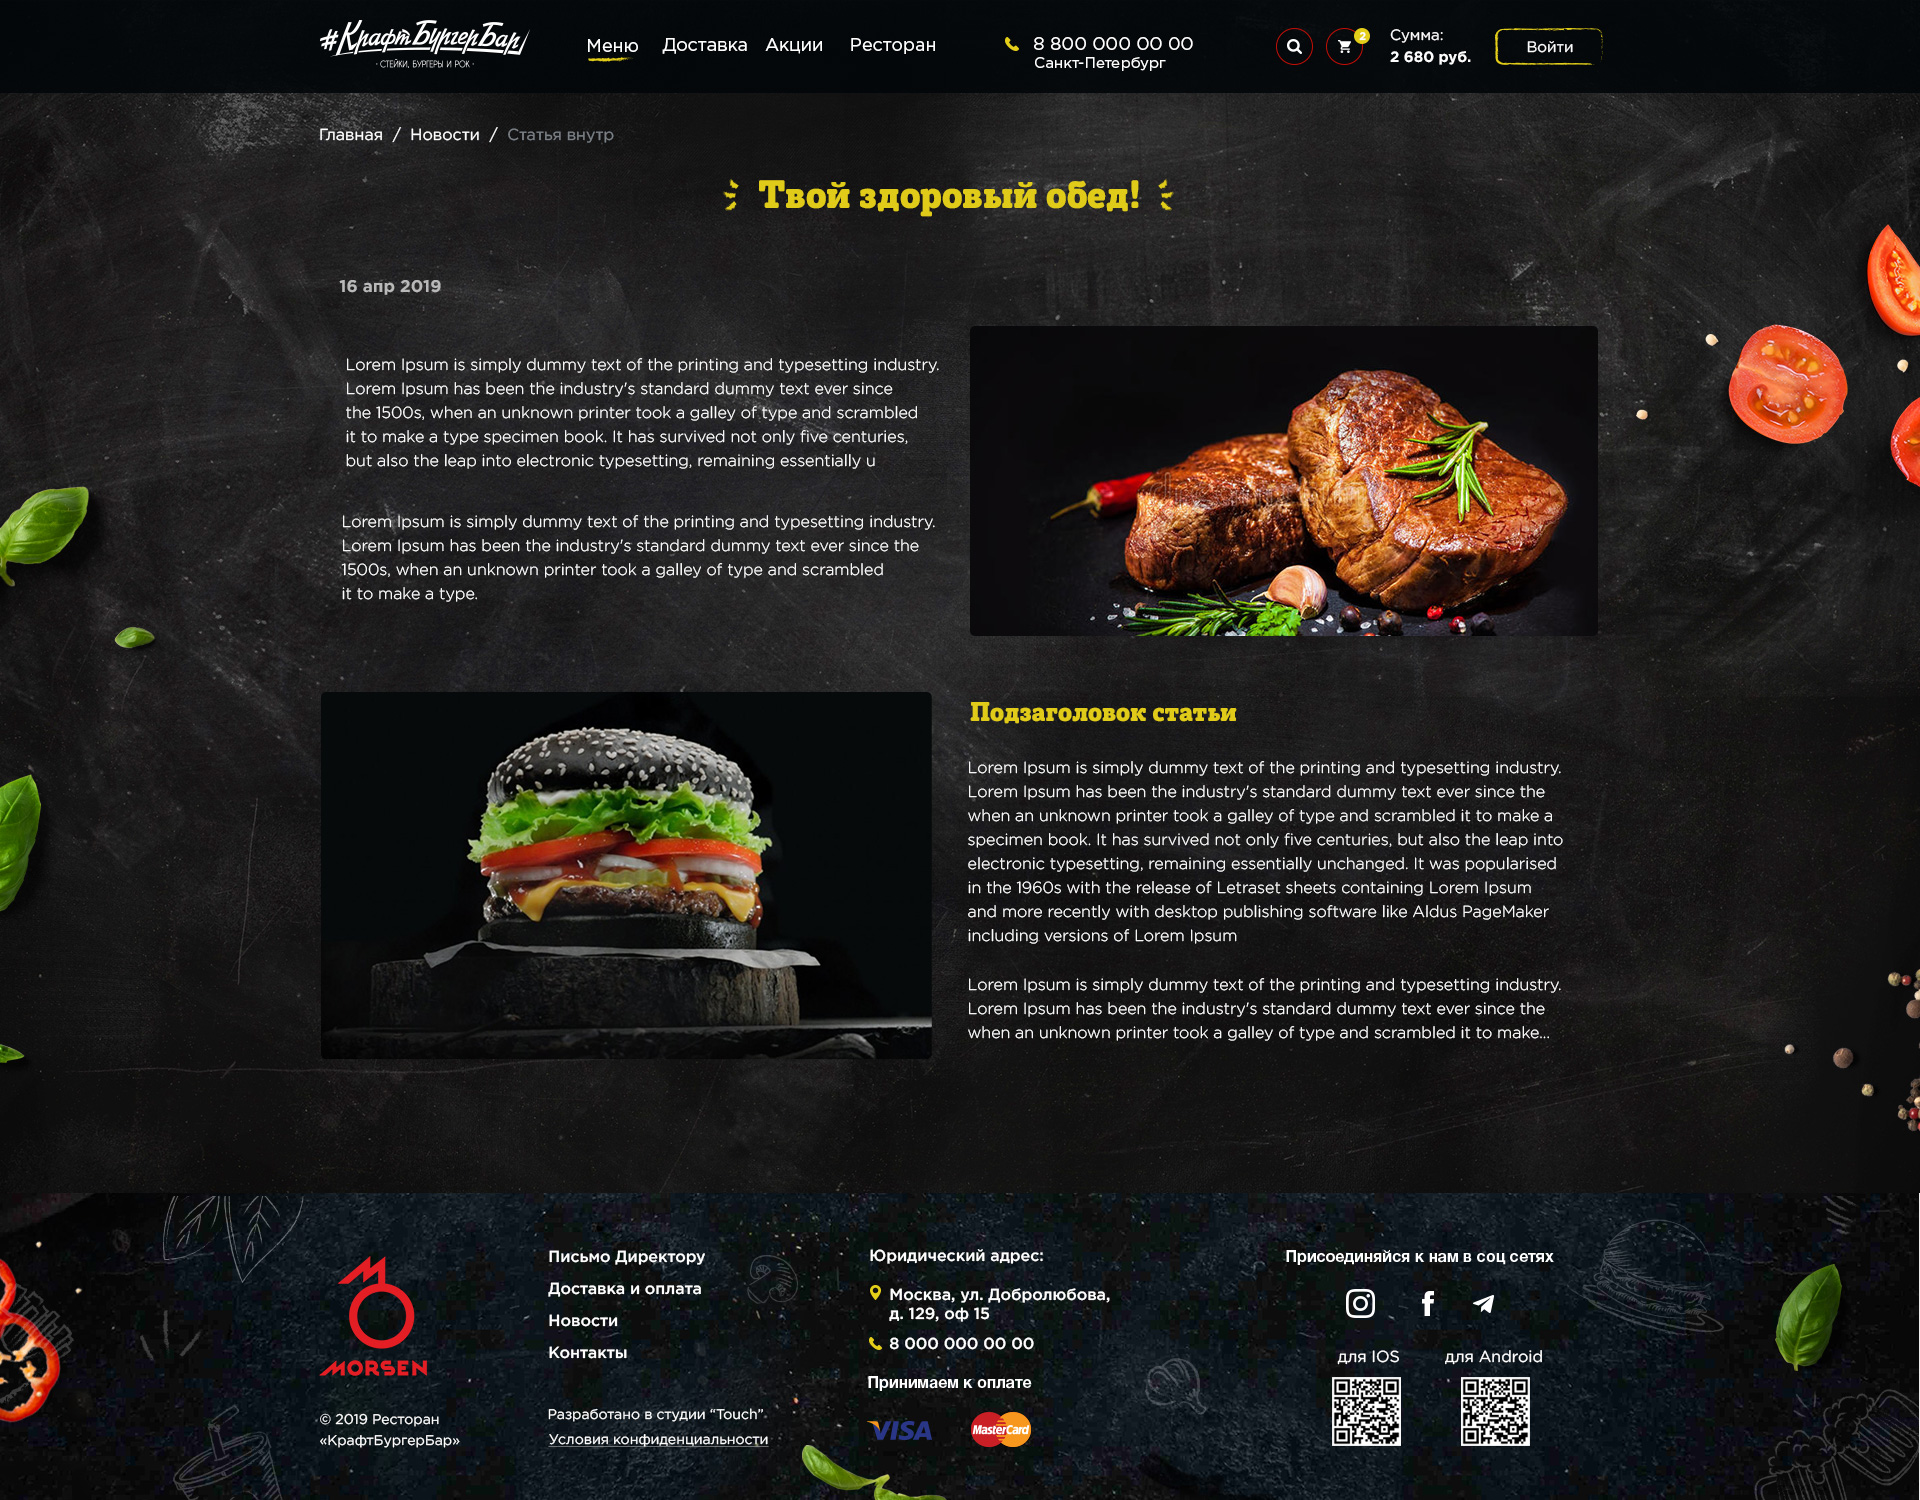 #КрафтБургерБар
· СТЕЙКИ, БУРГЕРЫ И РОК ·
Меню Доставка Акции Ресторан
8 800 000 00 00
Санкт-Петербург
2
Сумма:
2 680 руб.
Войти
Главная / Новости / Статья внутр
Твой здоровый обед!
16 апр 2019
Lorem Ipsum is simply dummy text of the printing and typesetting industry.
Lorem Ipsum has been the industry's standard dummy text ever since
the 1500s, when an unknown printer took a galley of type and scrambled
it to make a type specimen book. It has survived not only five centuries,
but also the leap into electronic typesetting, remaining essentially u
Lorem Ipsum is simply dummy text of the printing and typesetting industry.
Lorem Ipsum has been the industry's standard dummy text ever since the
1500s, when an unknown printer took a galley of type and scrambled
it to make a type.
Подзаголовок статьи
Lorem Ipsum is simply dummy text of the printing and typesetting industry.
Lorem Ipsum has been the industry's standard dummy text ever since the
when an unknown printer took a galley of type and scrambled it to make a
specimen book. It has survived not only five centuries, but also the leap into
electronic typesetting, remaining essentially unchanged. It was popularised
in the 1960s with the release of Letraset sheets containing Lorem Ipsum
and more recently with desktop publishing software like Aldus PageMaker
including versions of Lorem Ipsum
Lorem Ipsum is simply dummy text of the printing and typesetting industry.
Lorem Ipsum has been the industry's standard dummy text ever since the
when an unknown printer took a galley of type and scrambled it to make...
MORSEN
© 2019 Ресторан
«КрафтБургерБар»
Письмо Директору
Доставка и оплата
Новости
Контакты
Разработано в студии “Touch”
Условия конфиденциальности
Юридический адрес:
Москва, ул. Добролюбова,
д. 129, оф 15
8 000 000 00 00
Принимаем к оплате
VISA
MasterCard
Присоединяйся к нам в соц сетях
для IOS
для Android